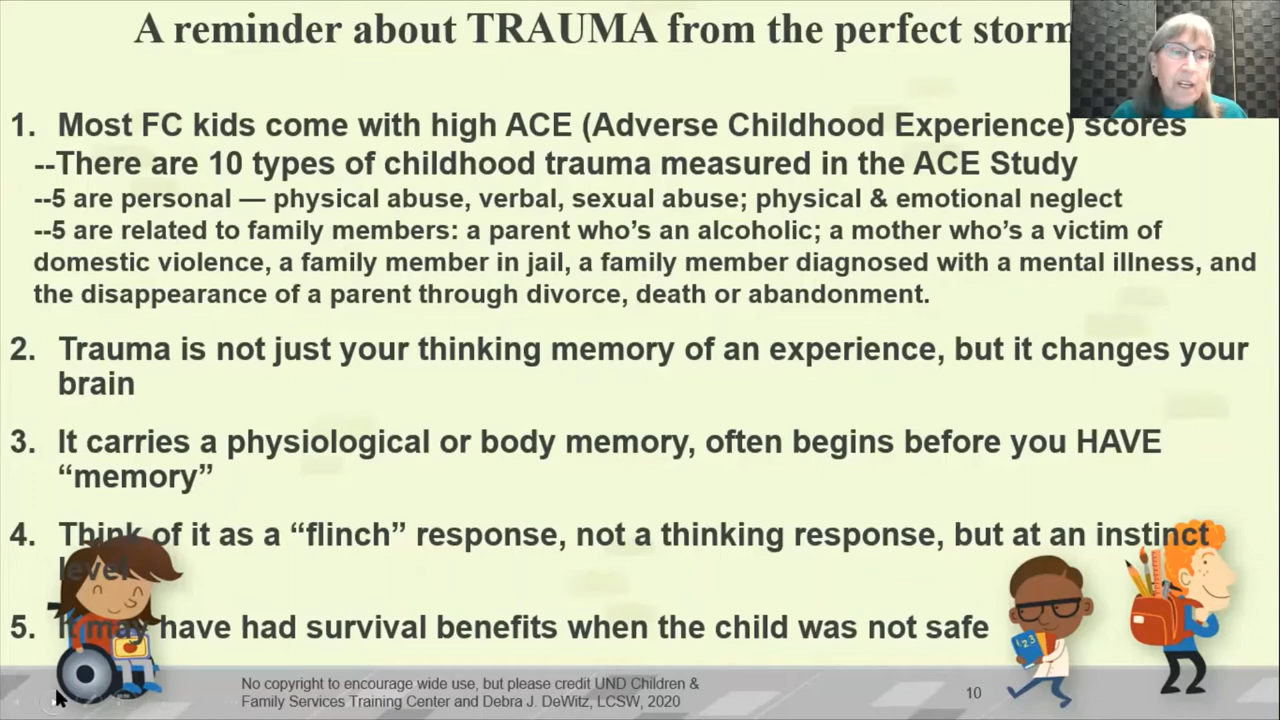 A reminder about TRAUMA from the perfect storm
1. Most FC kids come with high ACE (Adverse Childhood Experience) scores
--There are 10 types of childhood trauma measured in the ACE Study
--5 are personal — physical abuse, verbal, sexual abuse; physical & emotional neglect
--5 are related to family members: a parent who’s an alcoholic; a mother who’s a victim of
domestic violence, a family member in jail, a family member diagnosed with a mental illness, and
the disappearance of a parent through divorce, death or abandonment.
2. Trauma is not just your thinking memory of an experience, but it changes your
brain
3. It carries a physiological or body memory, often begins before you HAVE
“memory”
4. Think of it as a “flinch” response, not a thinking response, but at an instinct
level
5. It may have had survival benefits when the child was not safe
No copyright to encourage wide use, but please credit UND Children &
Family Services Training Center and Debra J. DeWitz, LCSW, 2020
10
1.2.3